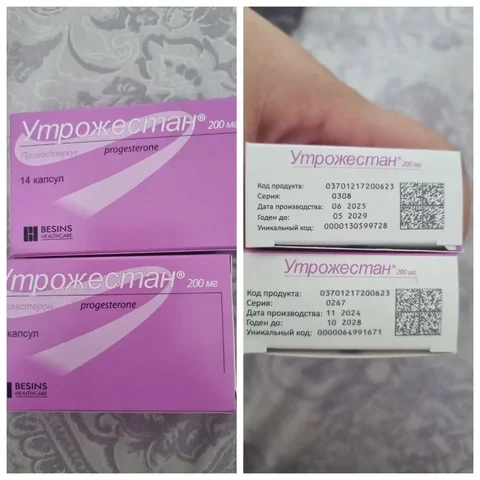 Утрожестан® 200 мг
Прогестерон progesterone
14 капсул
BESINS
HEALTHCARE
Утрожестан® 200 мг
огестерон progesterone
капсул
BESINS
HEALTHCARE
Утрожестан® 200 мг
Код продукта: 03701217200623
Серия: 0308
Дата производства: 06 2025
Годен до: 05 2029
Уникальный код: 0000130599728
Утрожестан® 200 мг
Код продукта: 03701217200623
Серия: 0267
Дата производства: 11 2024
Годен до: 10 2028
Уникальный код: 0000064991671